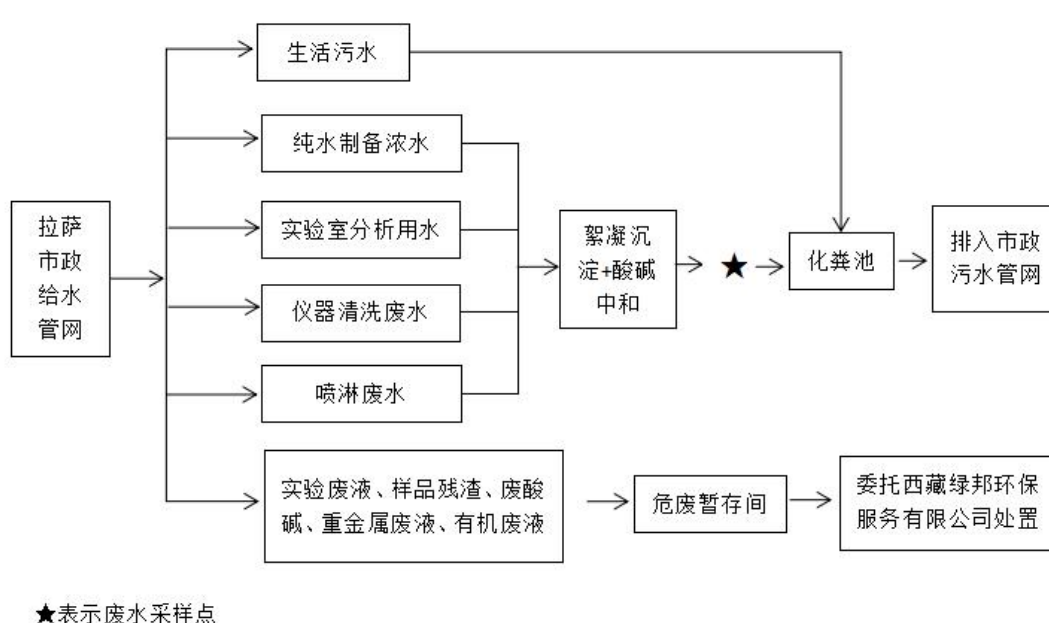 生活污水
纯水制备浓水
拉萨
市政
给水
管网
实验室分析用水
絮凝沉
淀+酸碱
中和
★
化粪池
排入市政
污水管网
仪器清洗废水
喷淋废水
实验废液、样品残渣、废酸
碱、重金属废液、有机废液
危废暂存间
委托西藏绿邦环保
服务有限公司处置
★表示废水采样点